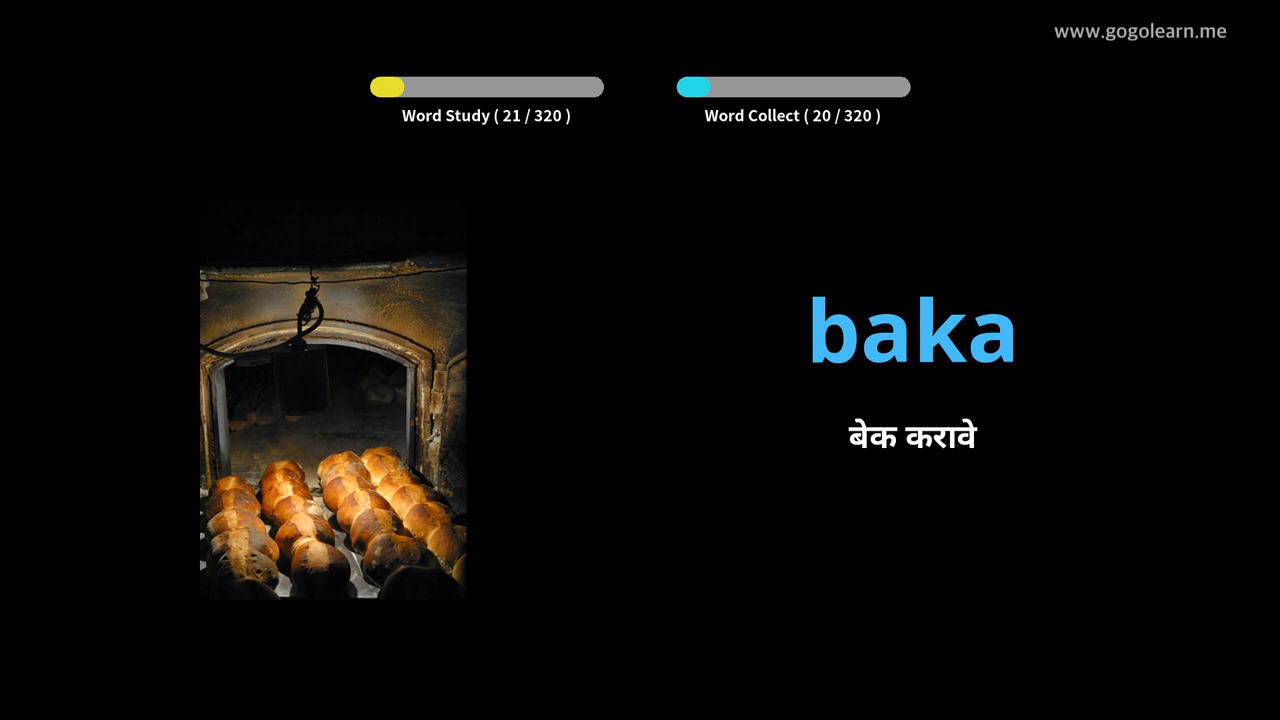 www.gogolearn.me
Word Study ( 21 / 320 )
Word Collect ( 20 / 320 )
baka
बेक करावे